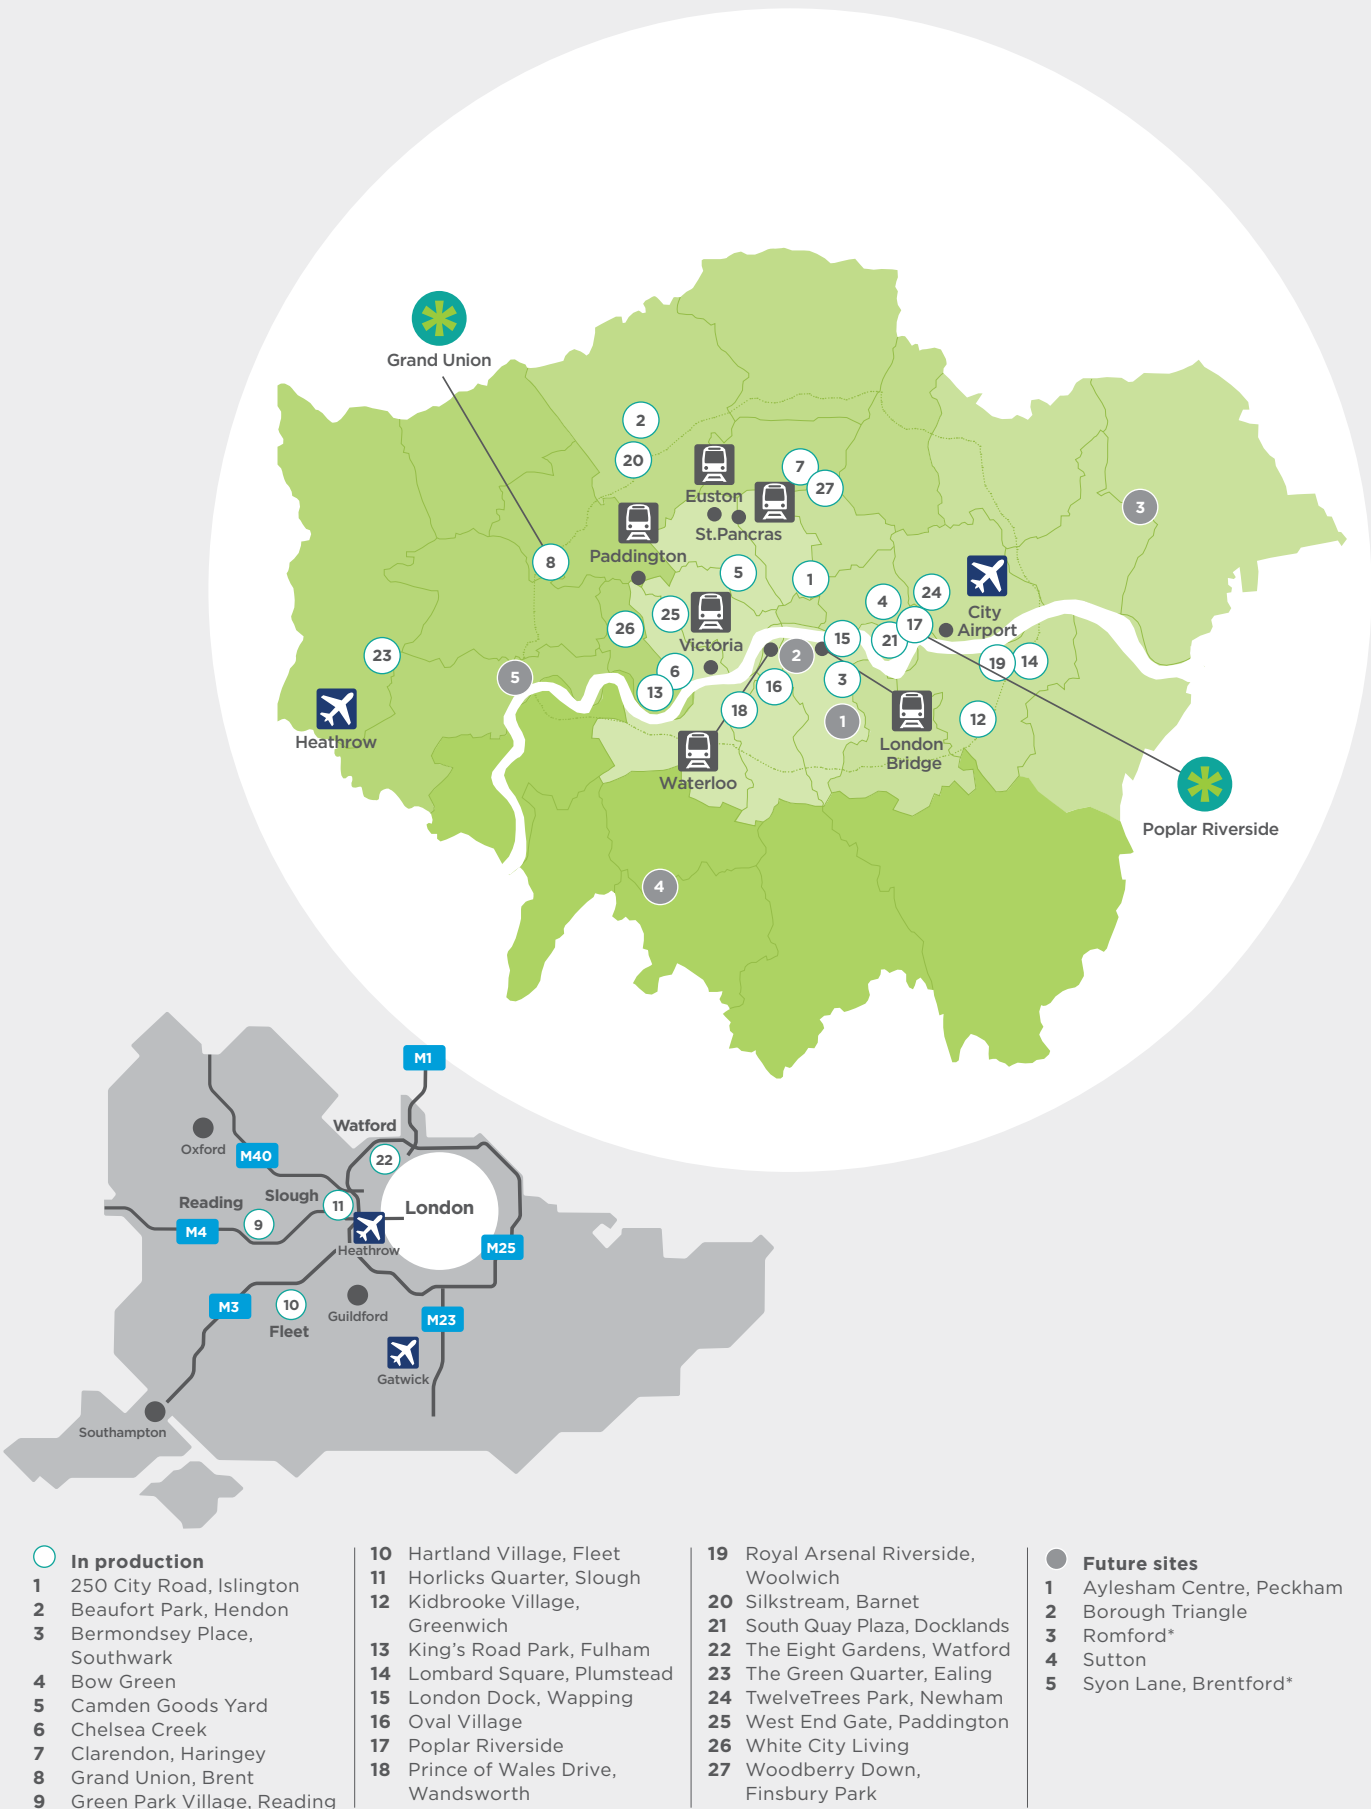 Grand Union
2
20
7
Euston
27
3
St.Pancras
Paddington
8
5
1
4
24
City
Airport
25
26
17
Victoria
15
21
2
23
19
14
5
6
13
16
3
18
1
12
Heathrow
London
Bridge
Waterloo
Poplar Riverside
4
M1
Watford
Oxford
M40
22
Reading
Slough
11
London
9
M4
Heathrow
M25
M3
10
Guildford
M23
Fleet
Gatwick
Southampton
In production
1 250 City Road, Islington
2 Beaufort Park, Hendon
3 Bermondsey Place,
Southwark
4 Bow Green
5 Camden Goods Yard
6 Chelsea Creek
7 Clarendon, Haringey
8 Grand Union, Brent
9 Green Park Village, Reading
10 Hartland Village, Fleet
11 Horlicks Quarter, Slough
12 Kidbrooke Village,
Greenwich
13 King's Road Park, Fulham
14 Lombard Square, Plumstead
15 London Dock, Wapping
16 Oval Village
17 Poplar Riverside
18 Prince of Wales Drive,
Wandsworth
19 Royal Arsenal Riverside,
Woolwich
20 Silkstream, Barnet
21 South Quay Plaza, Docklands
22 The Eight Gardens, Watford
23 The Green Quarter, Ealing
24 TwelveTrees Park, Newham
25 West End Gate, Paddington
26 White City Living
27 Woodberry Down,
Finsbury Park
Future sites
1 Aylesham Centre, Peckham
2 Borough Triangle
3 Romford*
4 Sutton
5 Syon Lane, Brentford*